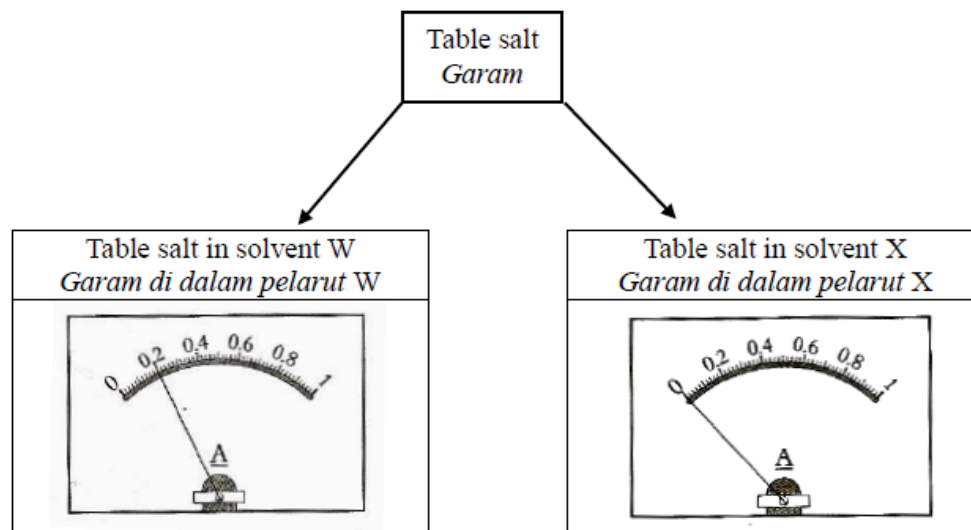 Table salt
Garam
Table salt in solvent W
Garam di dalam pelarut W
0 0.2 0.4 0.6 0.8 1
A
Table salt in solvent X
Garam di dalam pelarut X
0 0.2 0.4 0.6 0.8 1
A